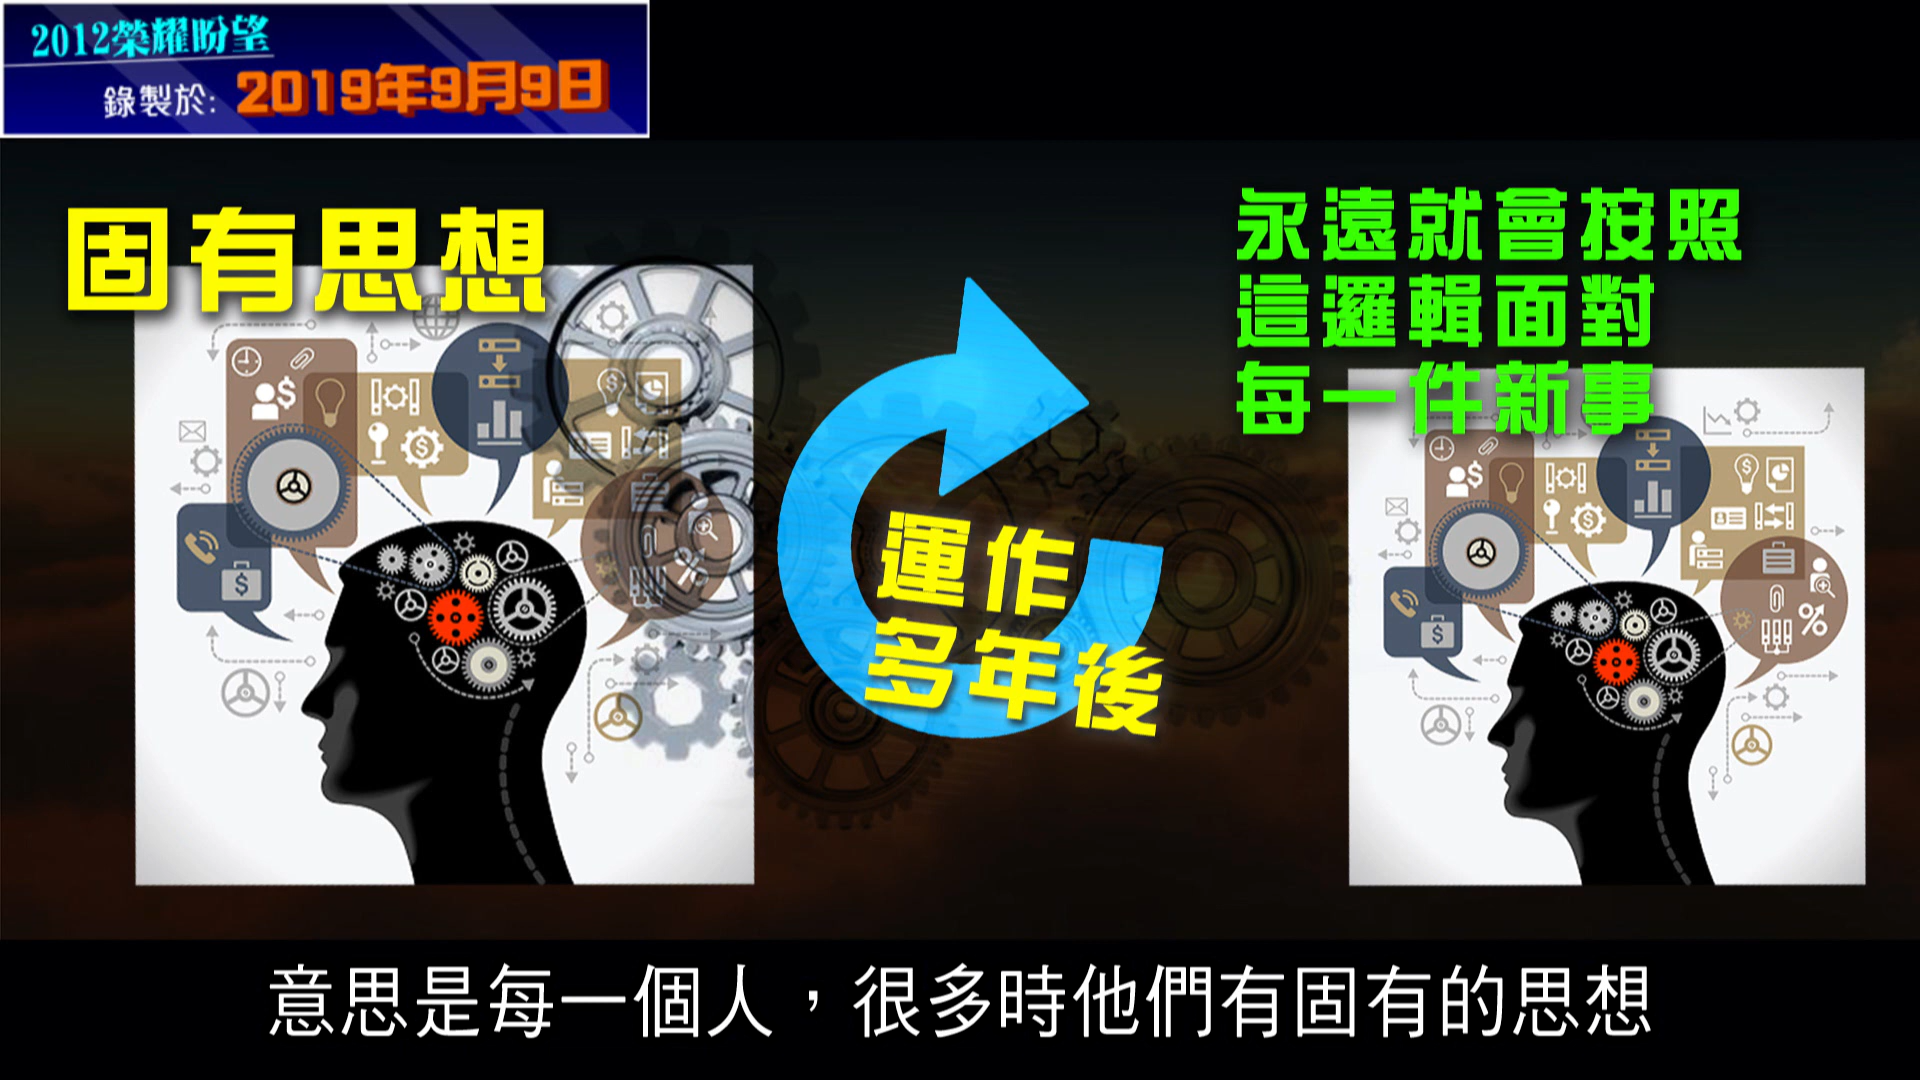 2012榮耀盼望
錄製於: 2019年9月9日
固有思想
永遠就會按照
這邏輯面對
每一件新事
運作
多年後
意思是每一個人，很多時他們有固有的思想